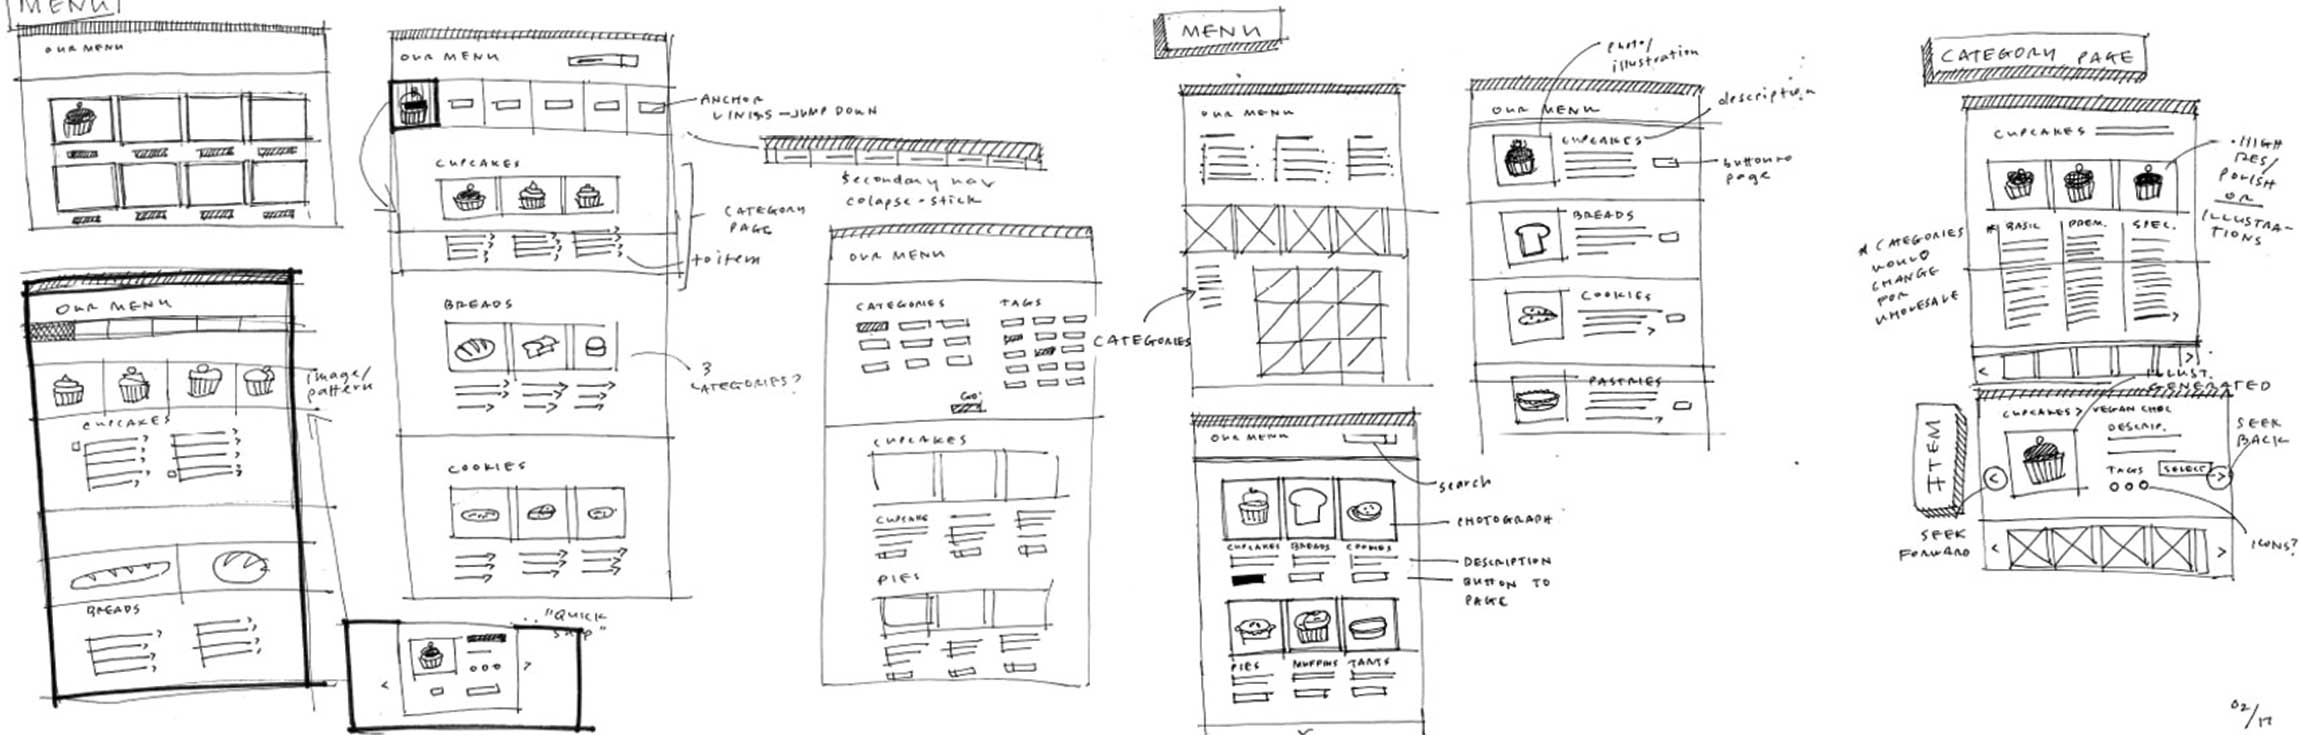 MENU
OUR MENU
OUR MENU
CUPCAKES
BREADS
image/
pattern
OUR MENU
ANCHOR
LINKS - JUMP DOWN
CUPCAKES
CATEGORY
PAGE
to item
BREADS
3
CATEGORIES?
COOKIES
secondary nav
colapse + stick
"QUICK
OUR MENU
CATEGORIES
TAGS
GO!
CUPCAKES
CUPCAKE
PIES
MENU
OUR MENU
CATEGORIES
OUR MENU
search
PHOTOGRAPH
CUPCAKES BREADS COOKIES
DESCRIPTION
BUTTON TO
PAGE
PIES MUFFINS TARTS
photo/
illustration
description
OUR MENU
CUPCAKES
button to
page
BREADS
COOKIES
PASTRIES
CATEGORY PAGE
CUPCAKES
HIGH
RES/
POLISH
OR
ILLUSTRA-
TIONS
* BASIC PREM. SPEC.
* CATEGORIES
WOULD
CHANGE
FOR
WHOLESALE
ILLUST.
GENERATED
ITEM
CUPCAKES > VEGAN CHOC
DESCRIP.
TAGS SELECT
SEEK
BACK
SEEK
FORWARD
ICONS?
02/17